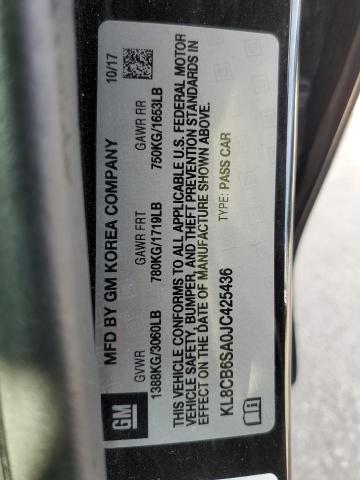 MFD BY GM KOREA COMPANY 10/17
GVWR GAWR FRT GAWR RR
1388KG/3060LB 780KG/1719LB 750KG/1653LB
THIS VEHICLE CONFORMS TO ALL APPLICABLE U.S. FEDERAL MOTOR
VEHICLE SAFETY, BUMPER, AND THEFT PREVENTION STANDARDS IN
EFFECT ON THE DATE OF MANUFACTURE SHOWN ABOVE.
KL8CB6SA0JC425436 TYPE: PASS CAR
GM